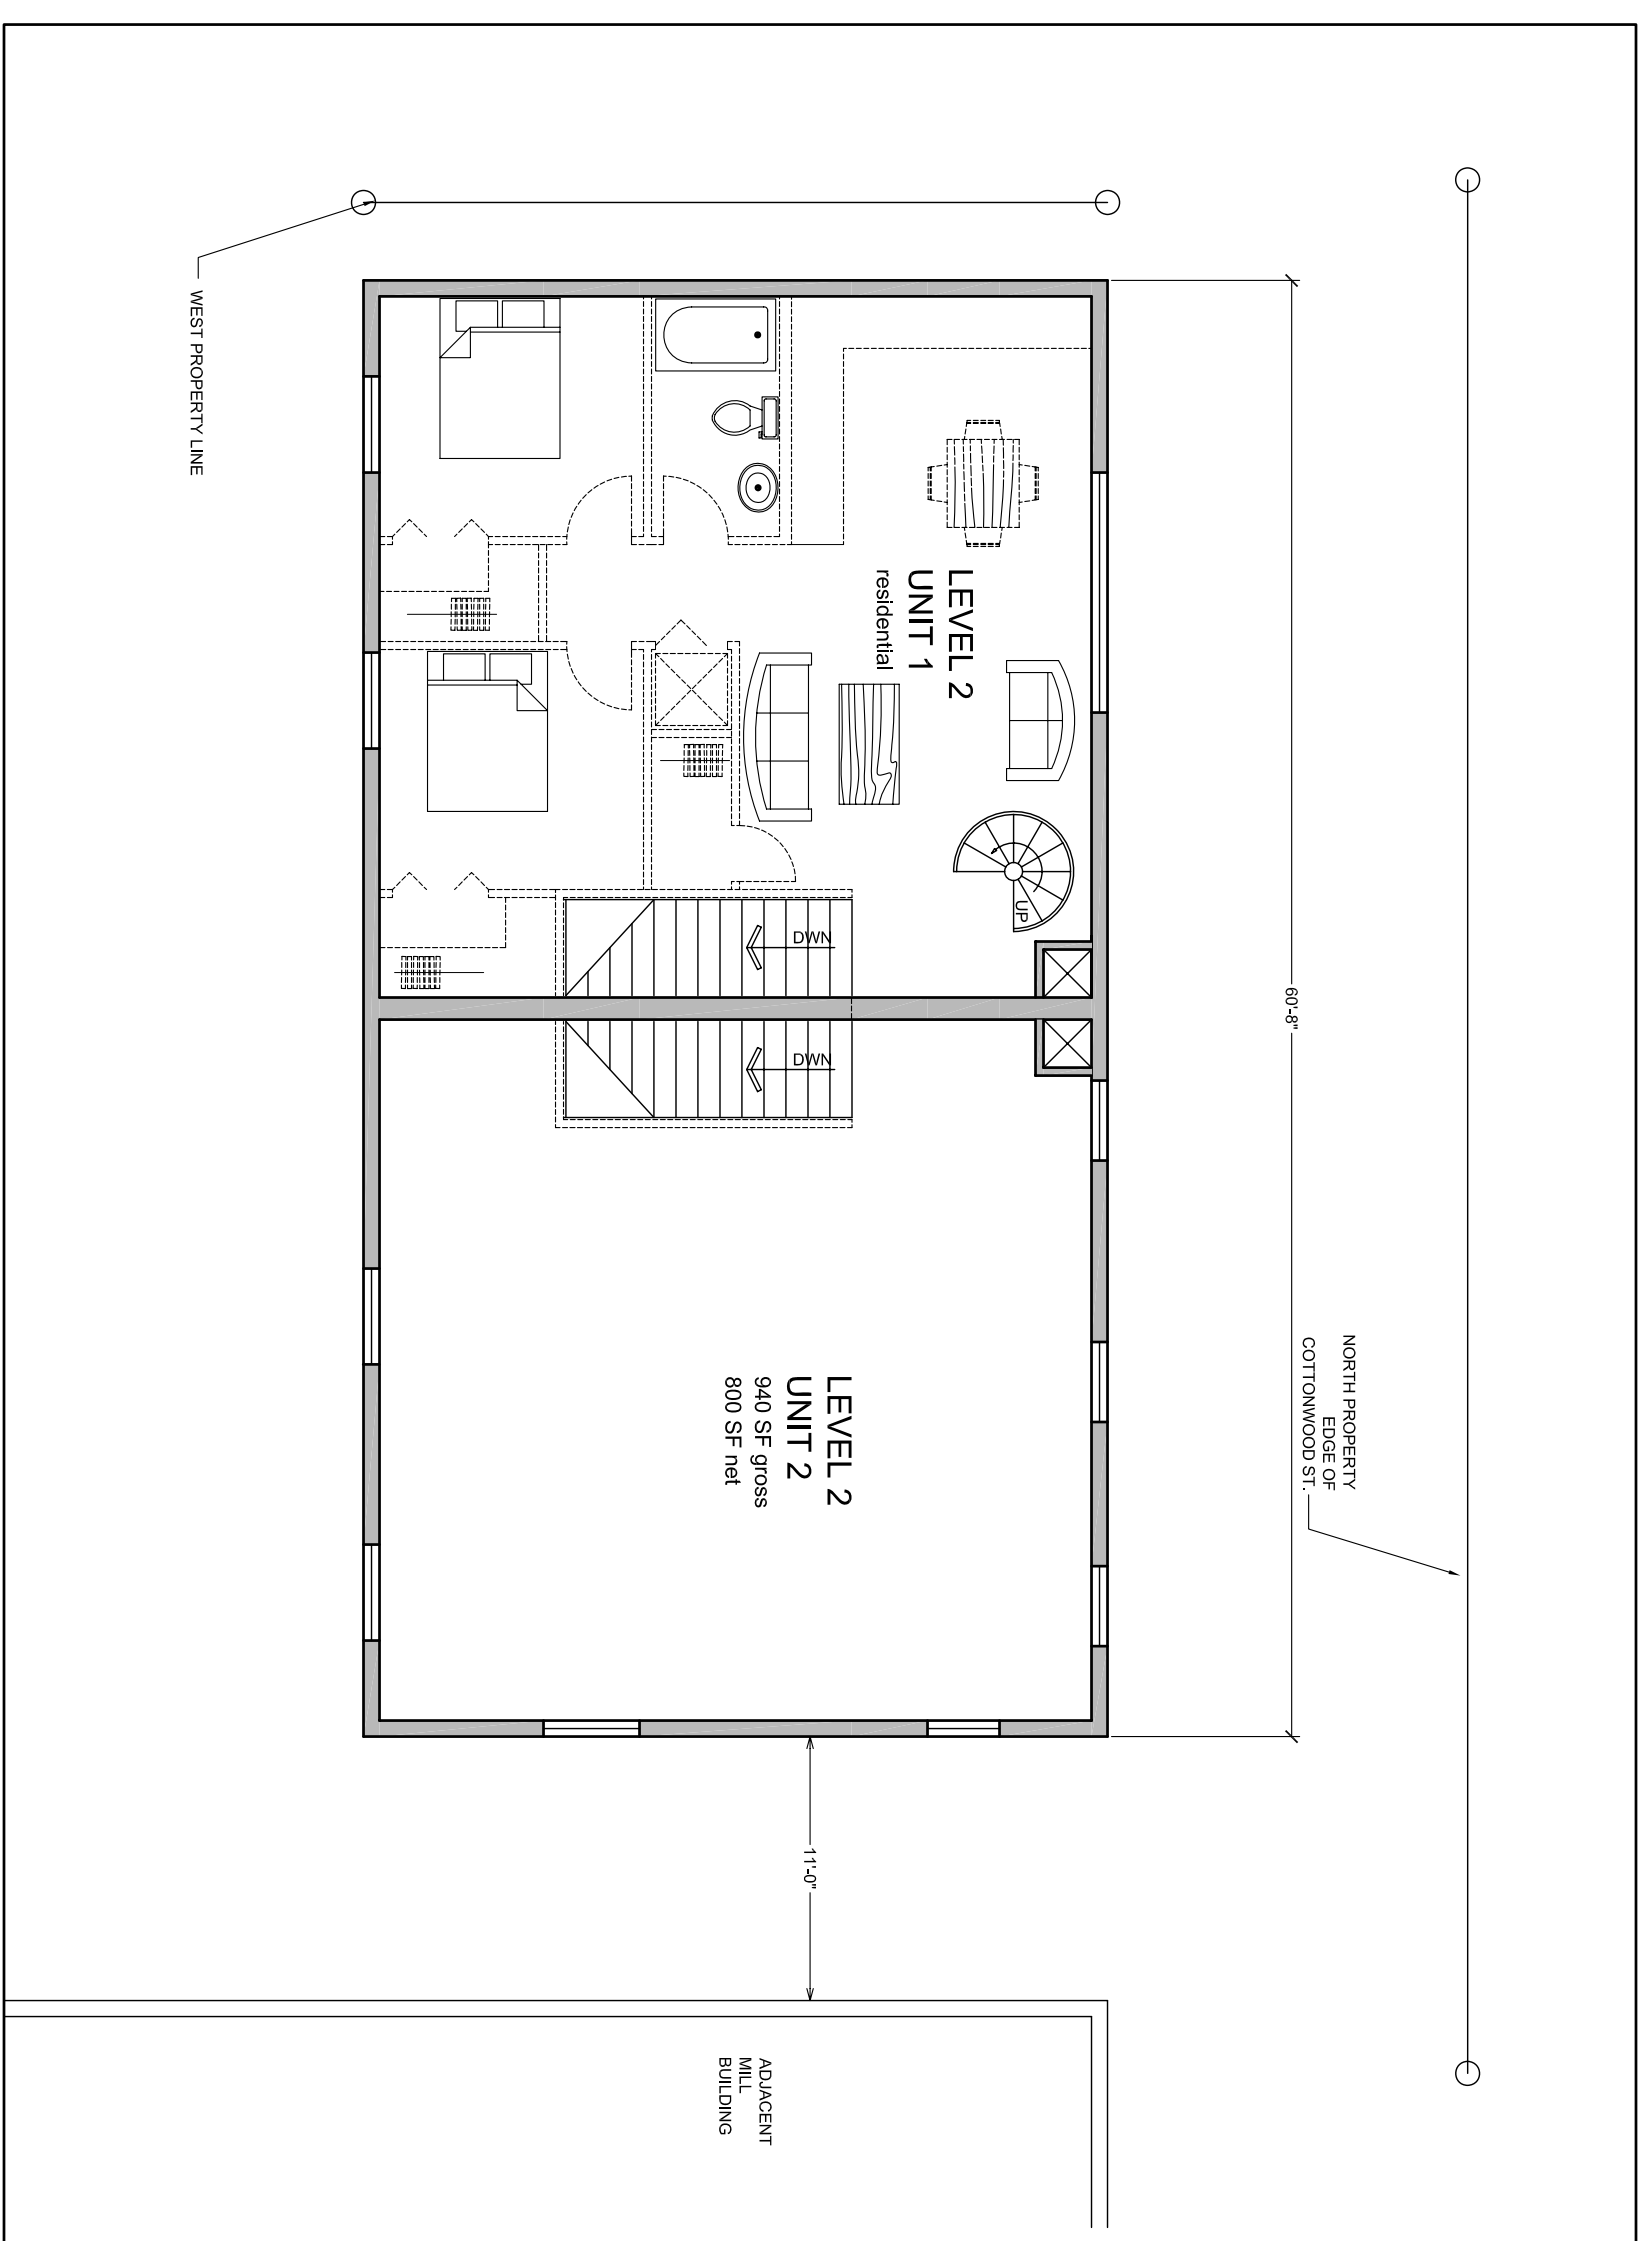 WEST PROPERTY LINE
LEVEL 2
UNIT 1
residential
UP
DWN
DWN
60'-8"
NORTH PROPERTY
EDGE OF
COTTONWOOD ST.
LEVEL 2
UNIT 2
940 SF gross
800 SF net
11'-0"
ADJACENT
MILL
BUILDING